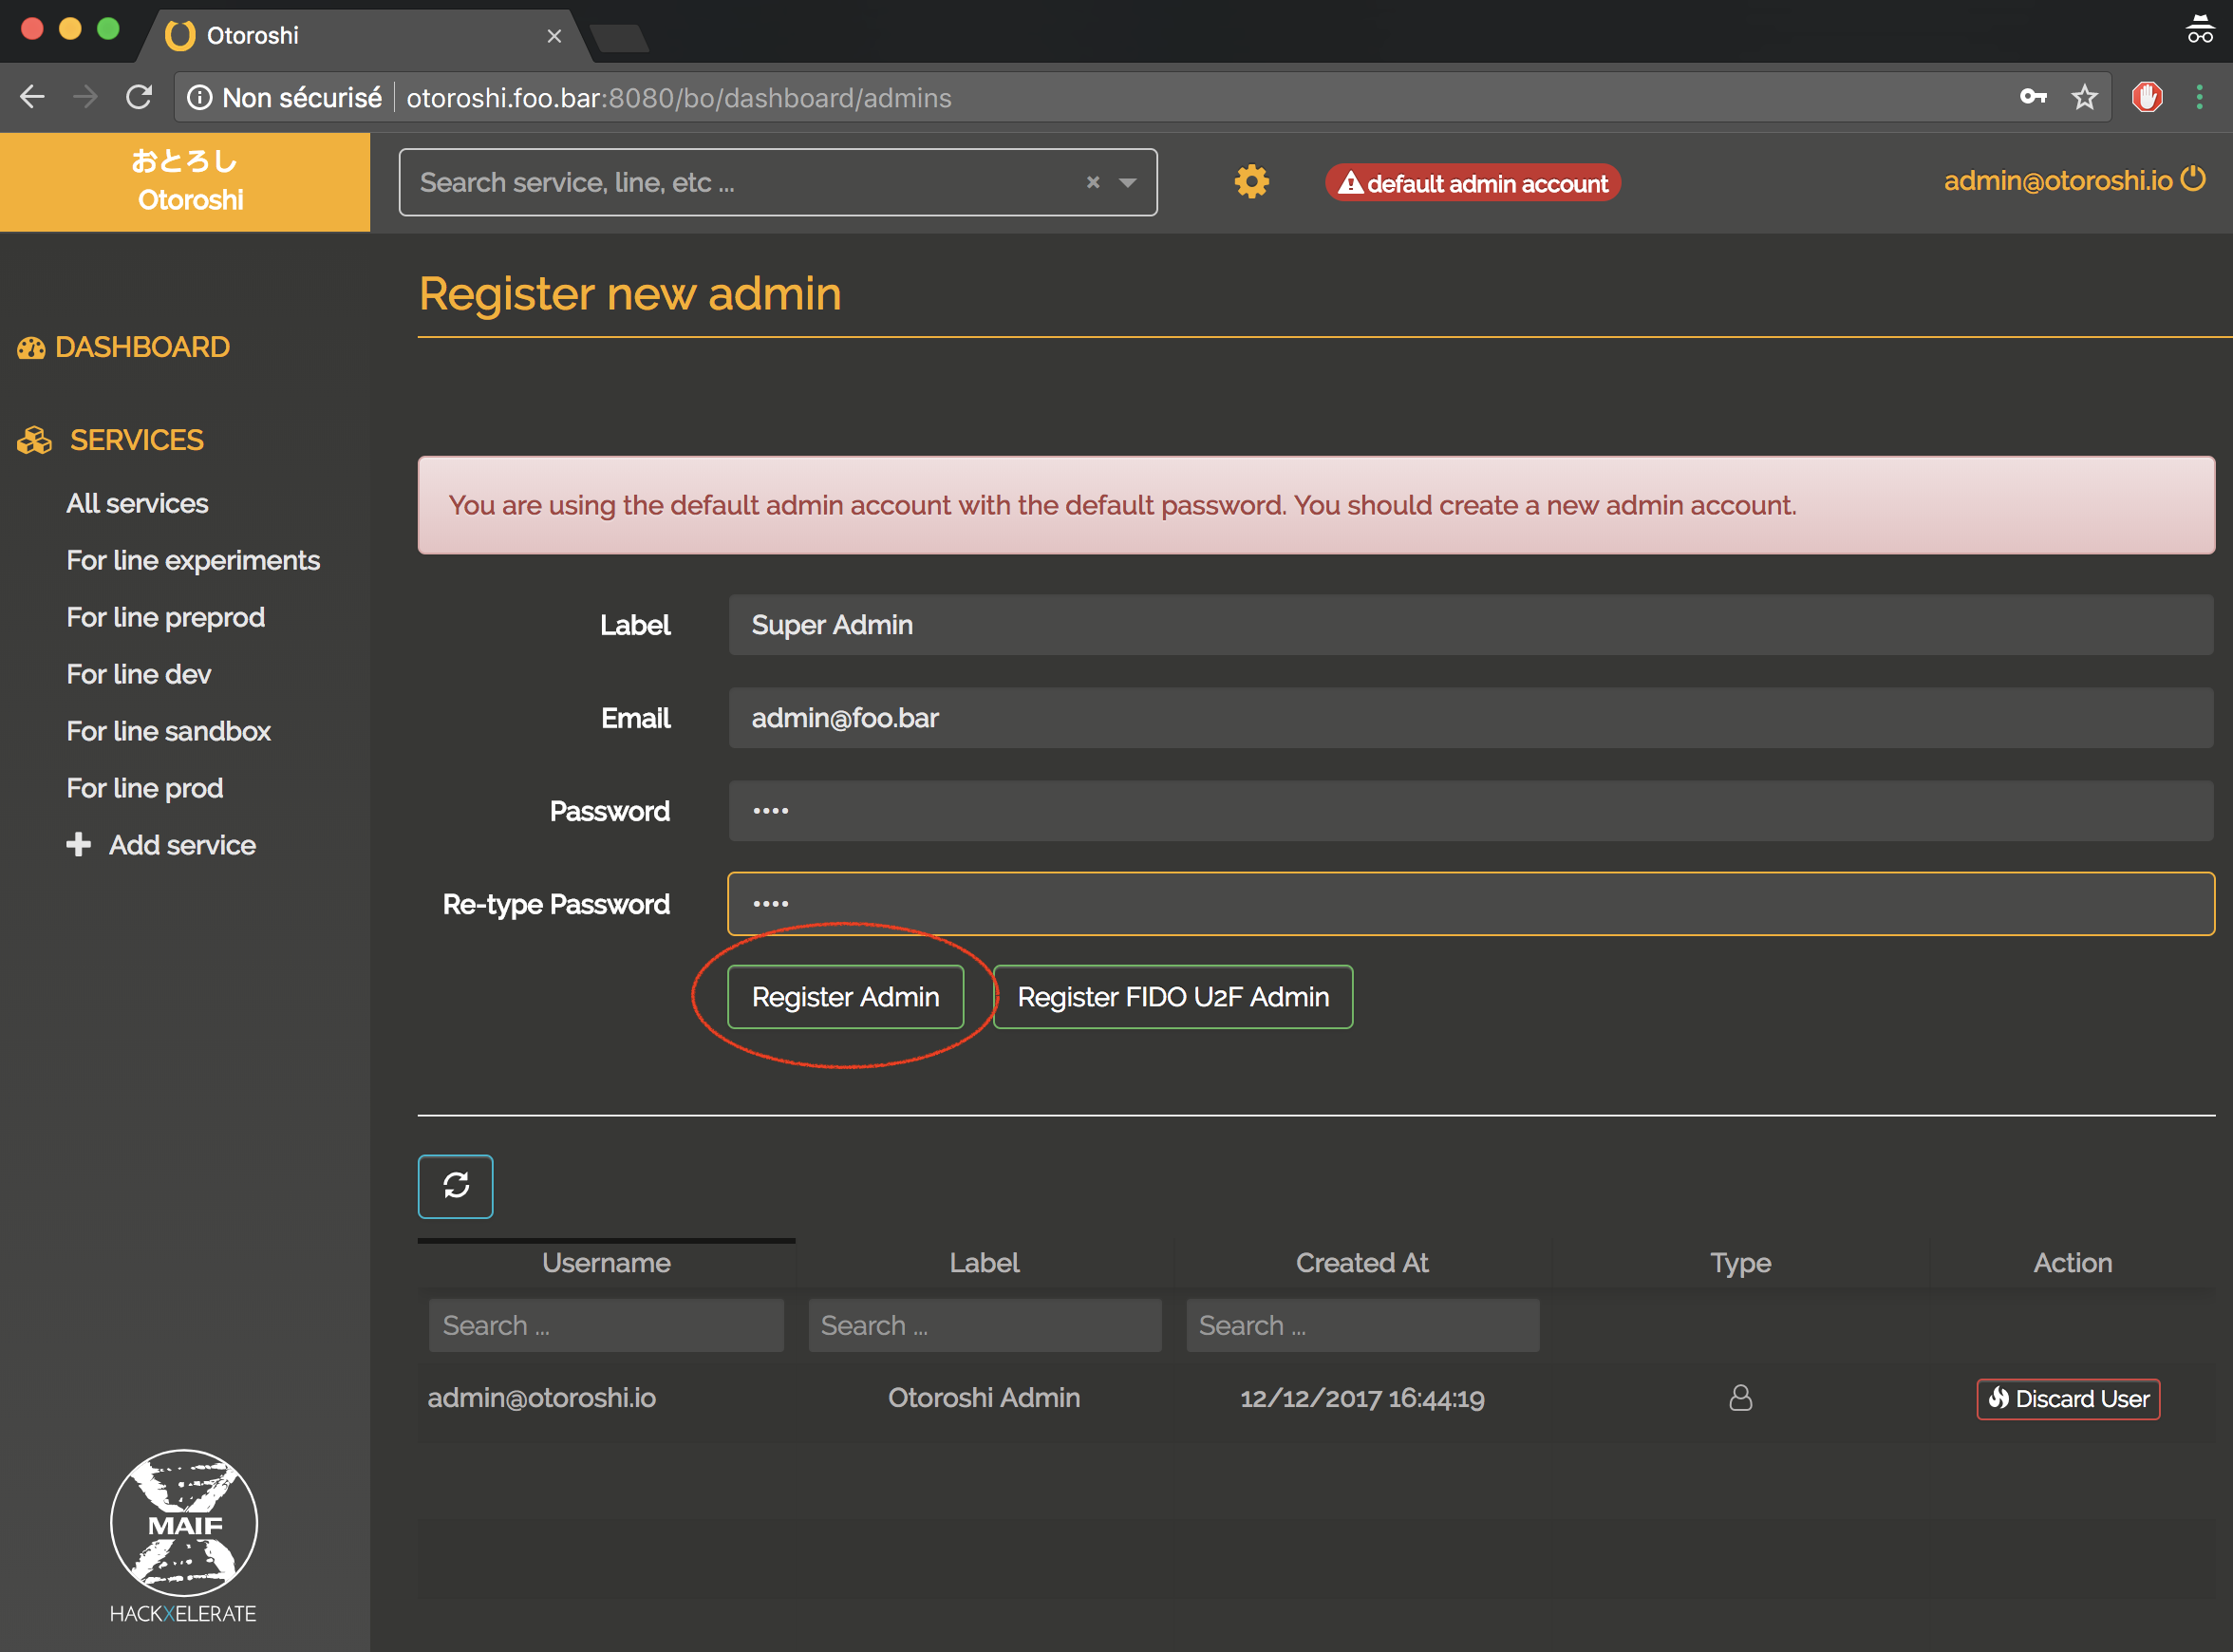 Otoroshi
Non sécurisé otoroshi.foo.bar:8080/bo/dashboard/admins
おとろし
Otoroshi
Search service, line, etc ...
default admin account
admin@otoroshi.io
Register new admin
DASHBOARD
SERVICES
All services
For line experiments
For line preprod
For line dev
For line sandbox
For line prod
Add service
You are using the default admin account with the default password. You should create a new admin account.
Label Super Admin
Email admin@foo.bar
Password ••••
Re-type Password ••••
Register Admin Register FIDO U2F Admin
Username Label Created At Type Action
Search ... Search ... Search ...
admin@otoroshi.io Otoroshi Admin 12/12/2017 16:44:19 Discard User
MAIF
HACKXELERATE